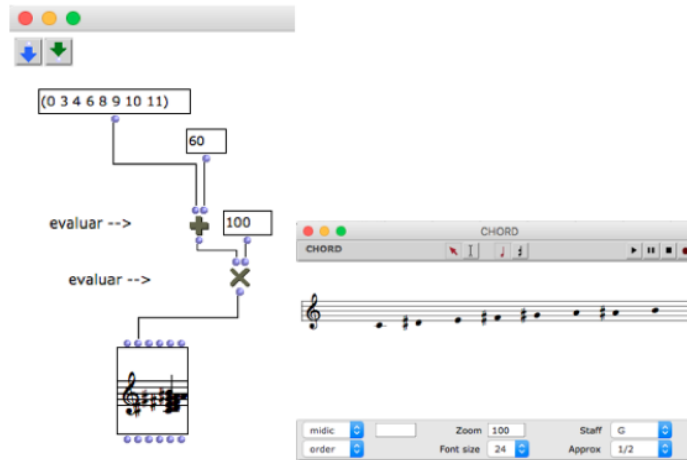 (0 3 4 6 8 9 10 11)
60
evaluar -->
100
evaluar -->
CHORD
CHORD
midic
Zoom 100
Staff G
order
Font size 24
Approx 1/2